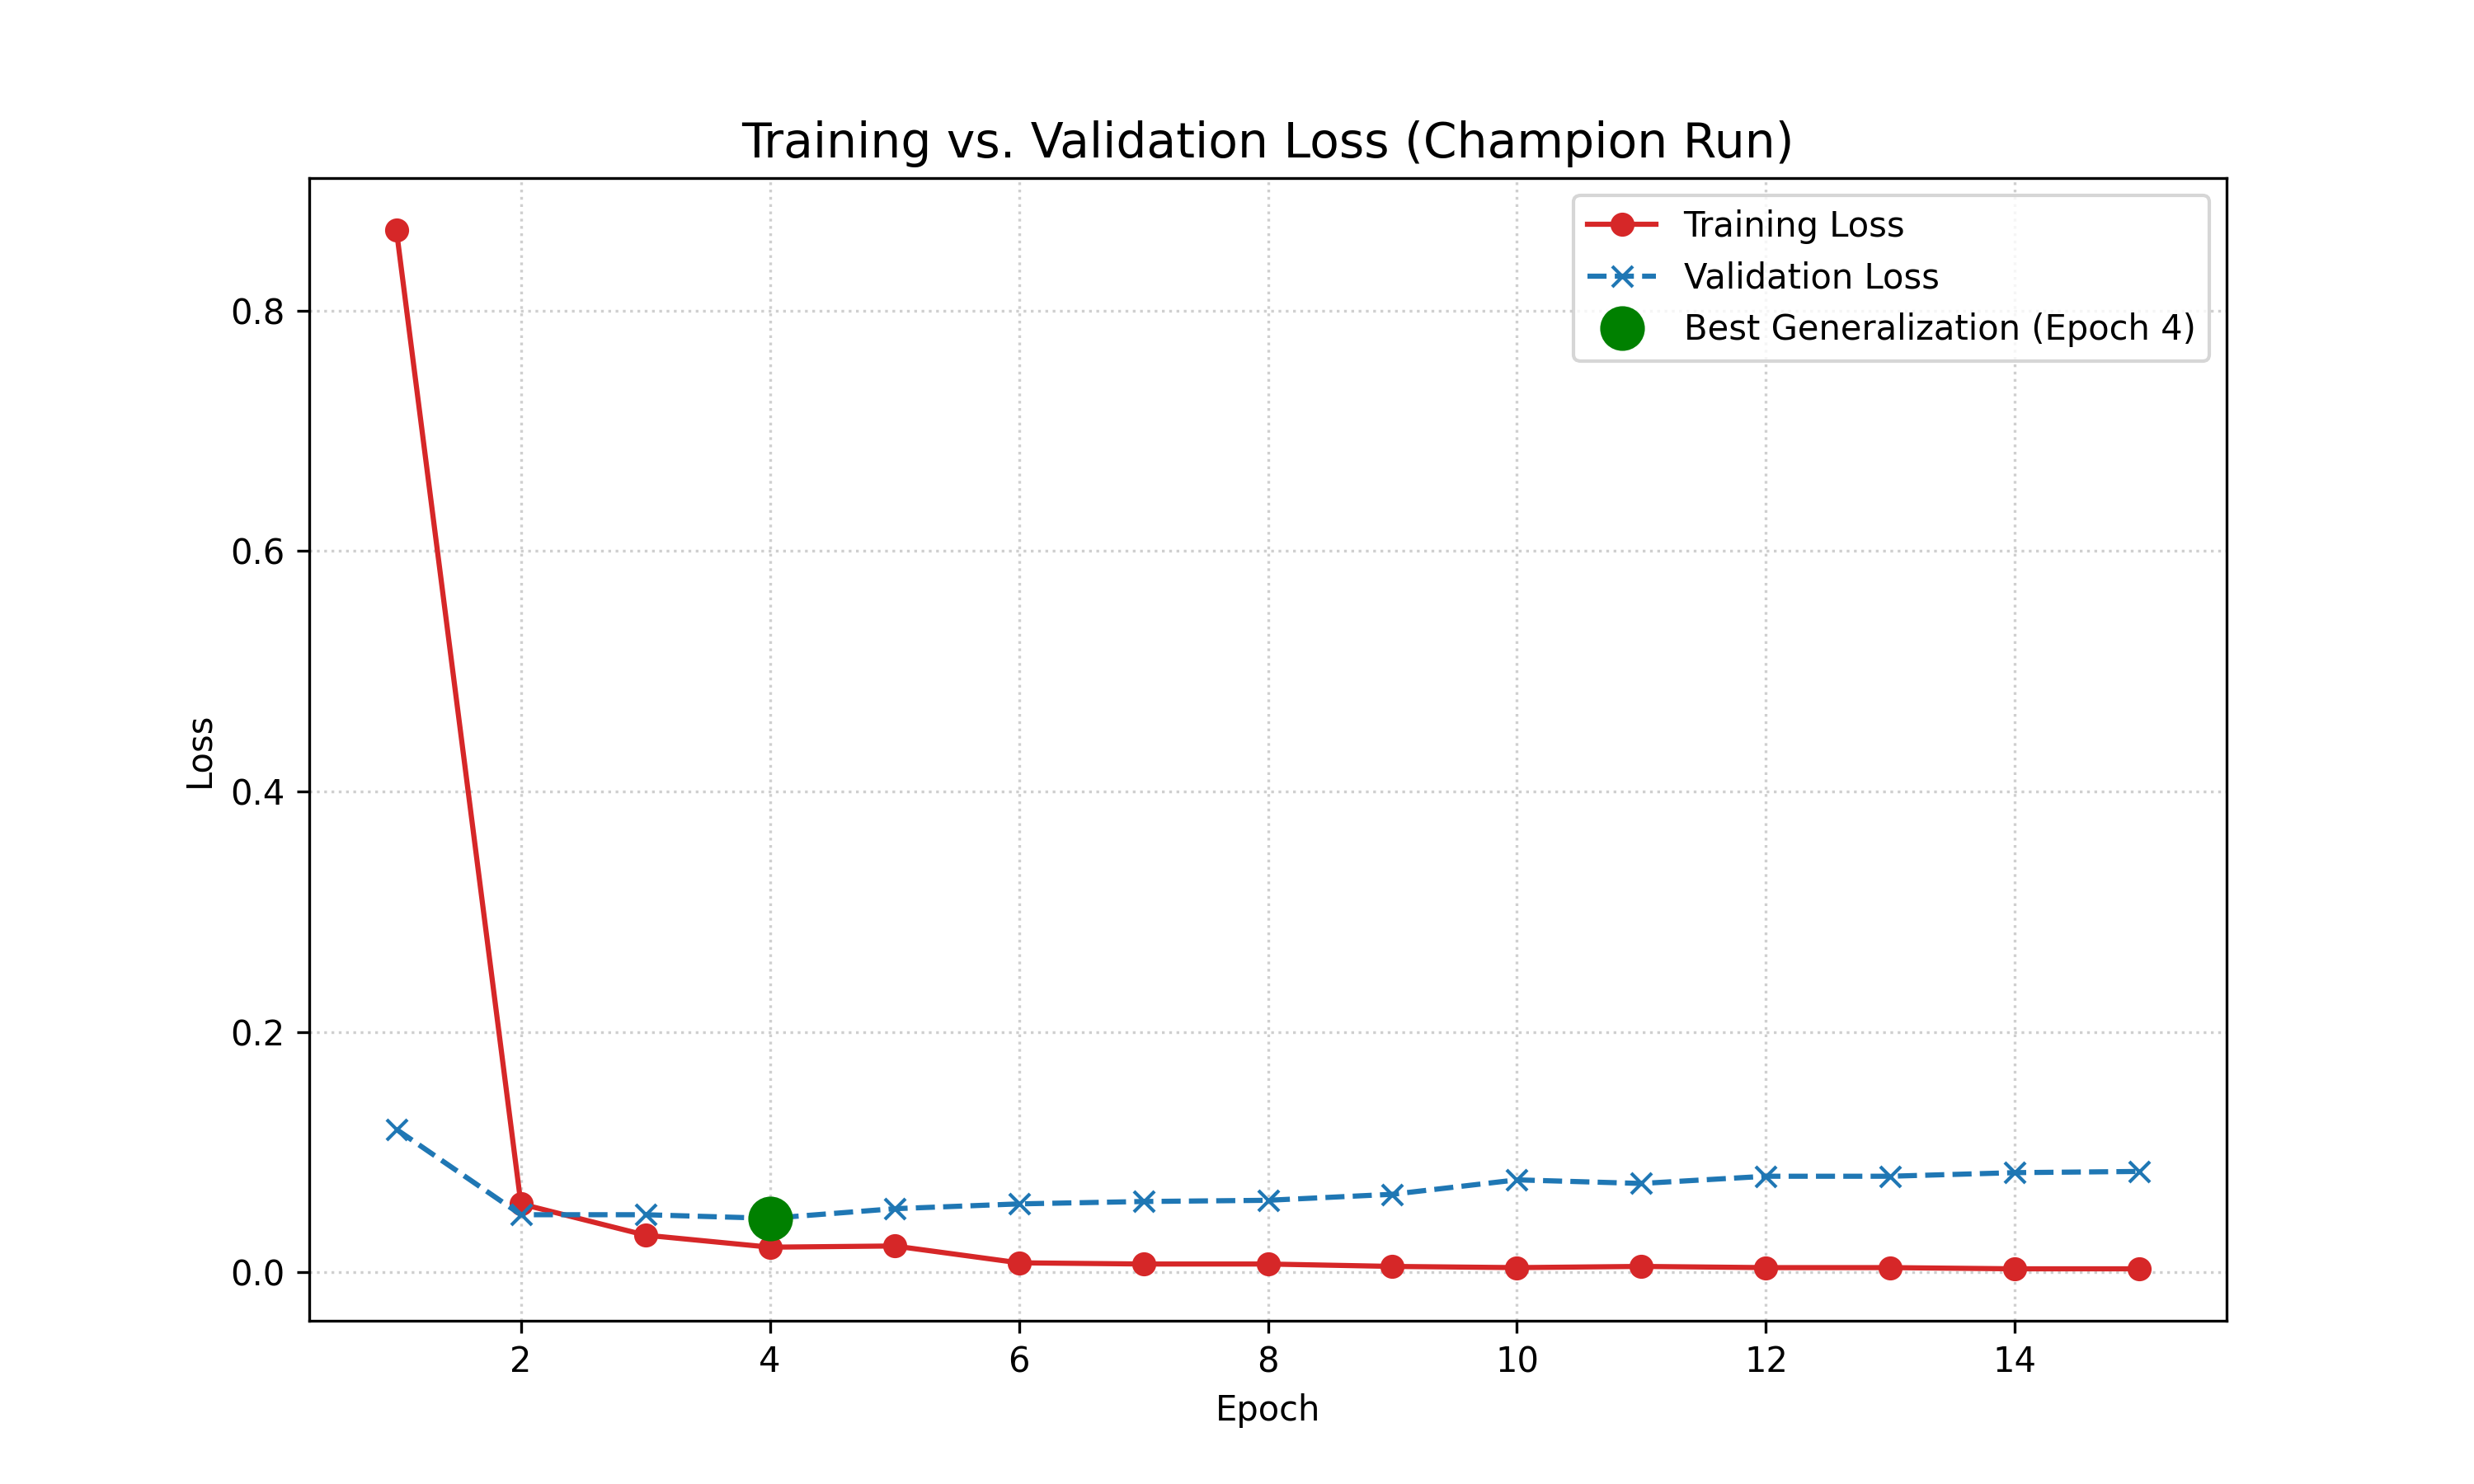 Training vs. Validation Loss (Champion Run)
Training Loss
Validation Loss
Best Generalization (Epoch 4)
0.8
0.6
0.4
0.2
0.0
Loss
2 4 6 8 10 12 14
Epoch